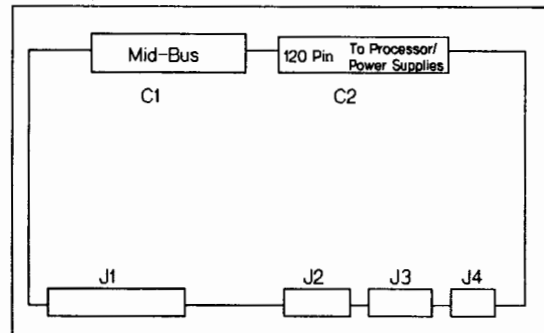 Mid-Bus
120 Pin To Processor/
Power Supplies
C1 C2
J1 J2 J3 J4